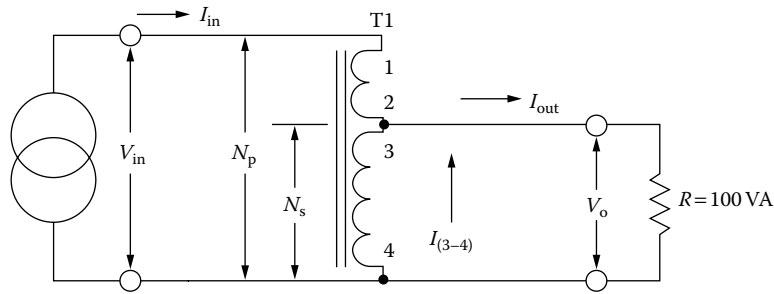 I_in
T1
1
2
I_out
V_in
N_p
3
N_s
V_o
R = 100 VA
I_(3–4)
4